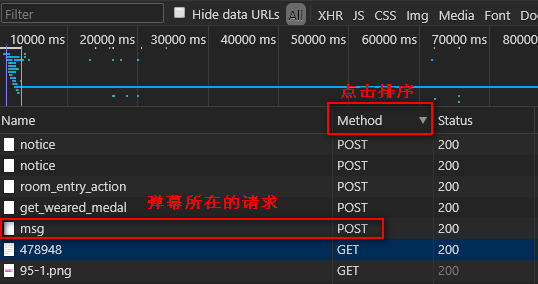 Filter Hide data URLs All XHR JS CSS Img Media Font Do
10000 ms 20000 ms 30000 ms 40000 ms 50000 ms 60000 ms 70000 ms 80000
点击排序
Name Method Status
notice POST 200
notice POST 200
room_entry_action POST 200
get_weared_medal POST 200
弹幕所在的请求
msg POST 200
478948 GET 200
95-1.png GET 200